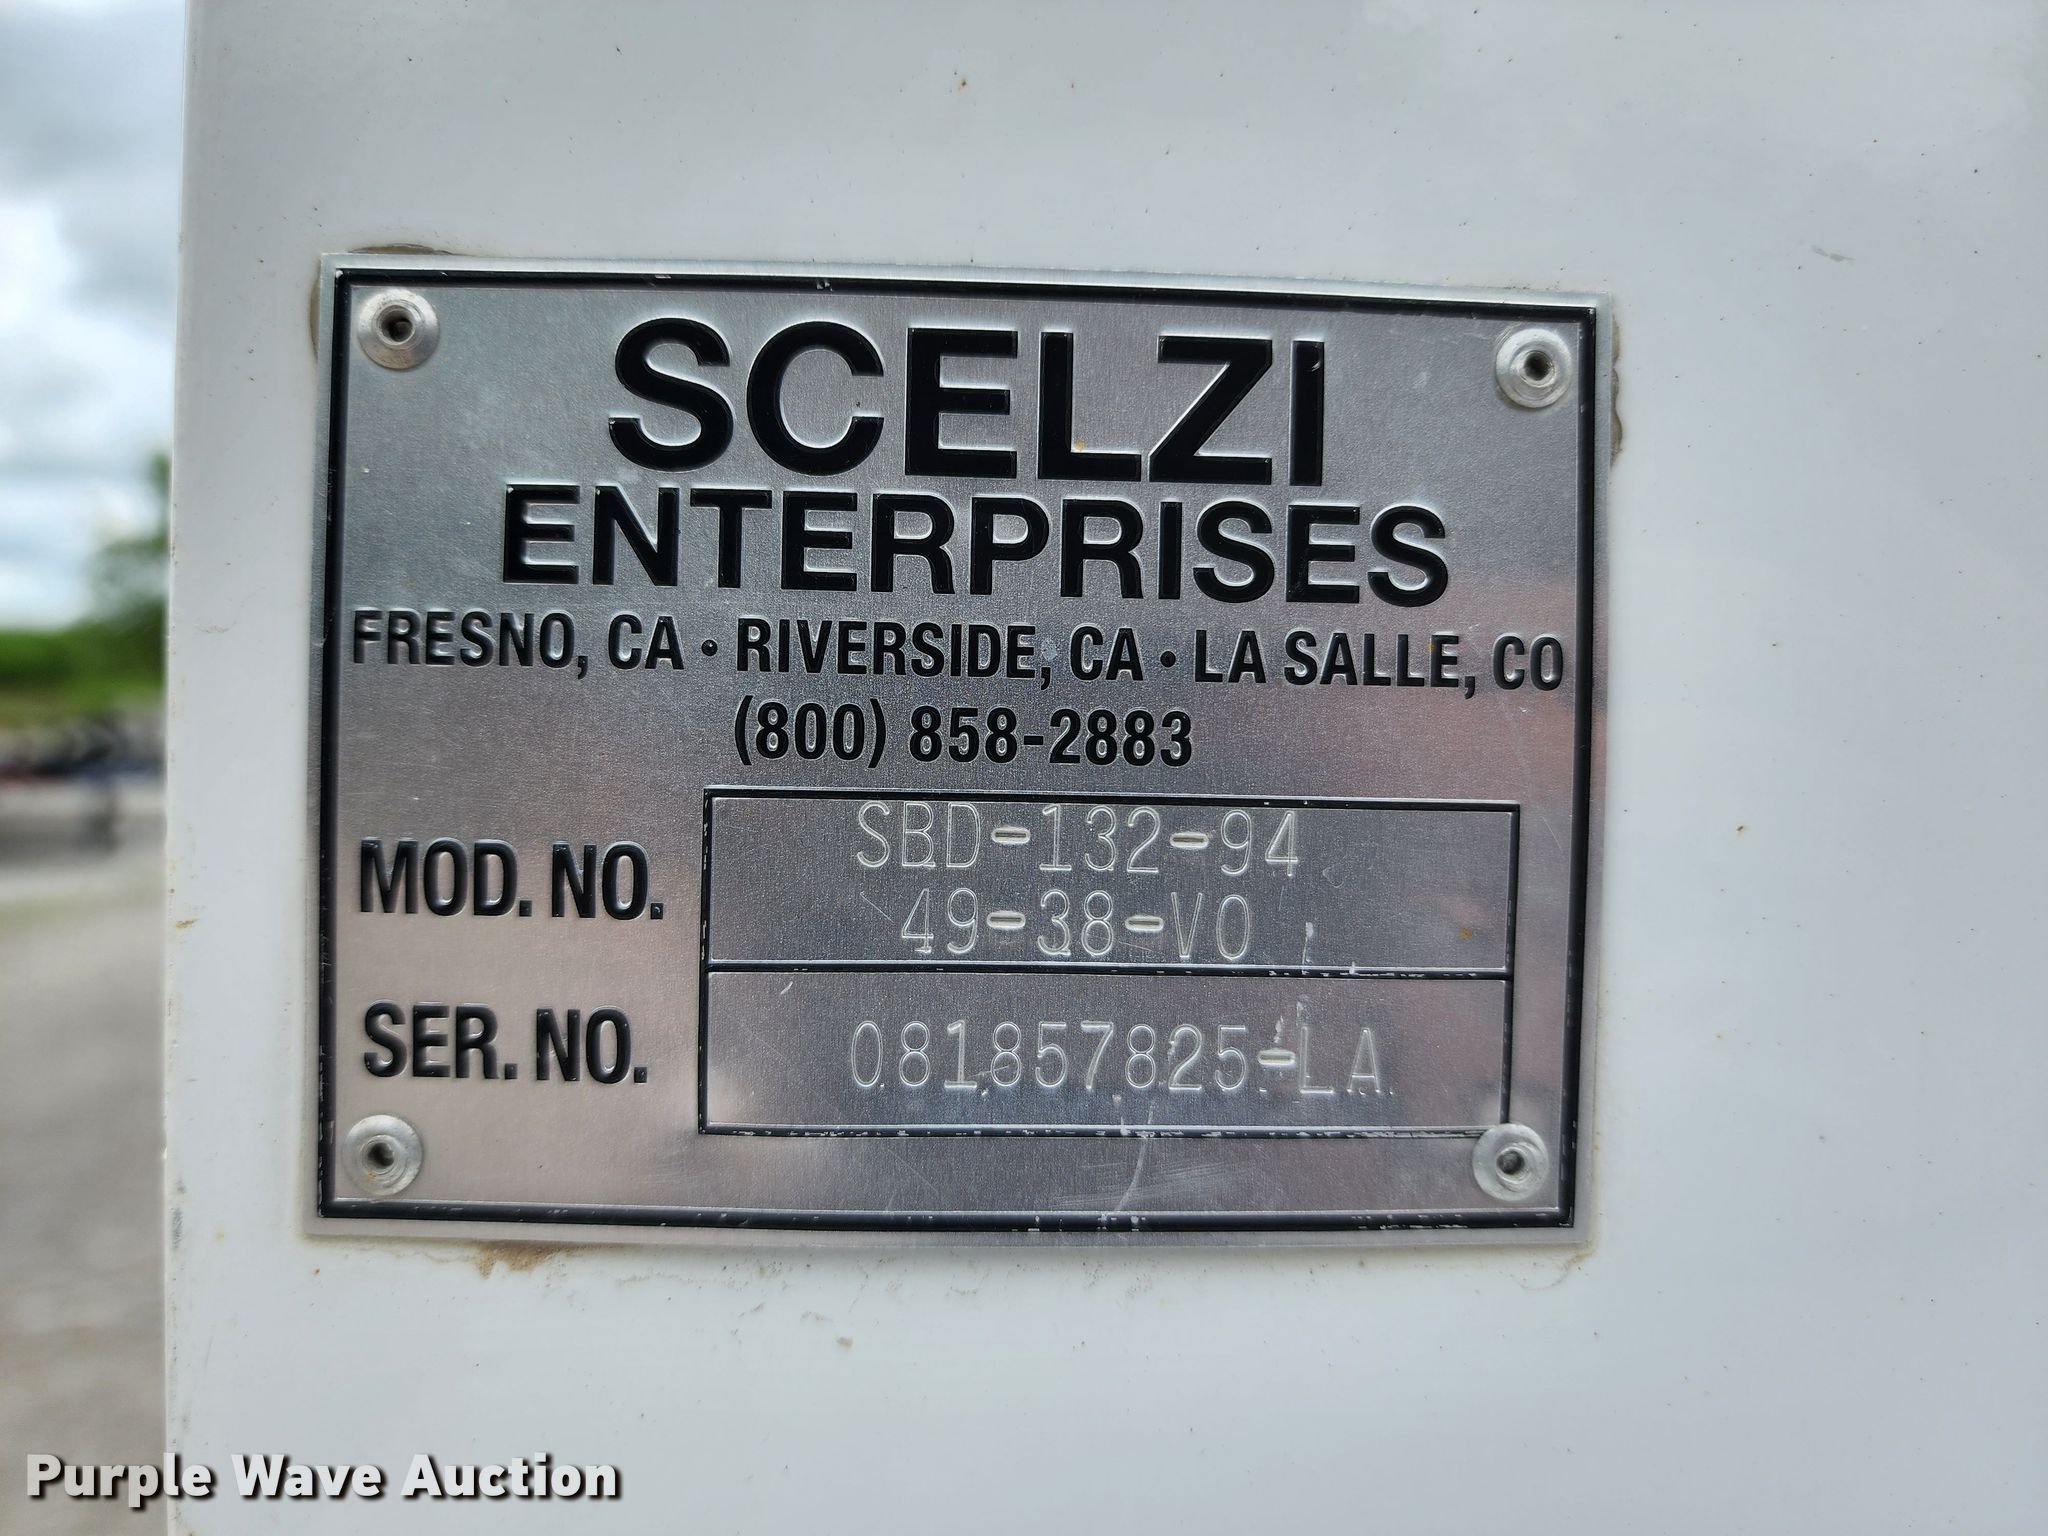 SCELZI
ENTERPRISES
FRESNO, CA • RIVERSIDE, CA • LA SALLE, CO
(800) 858-2883
MOD. NO. SBD-132-94
49-38-VO
SER. NO. 081857825-LA
Purple Wave Auction